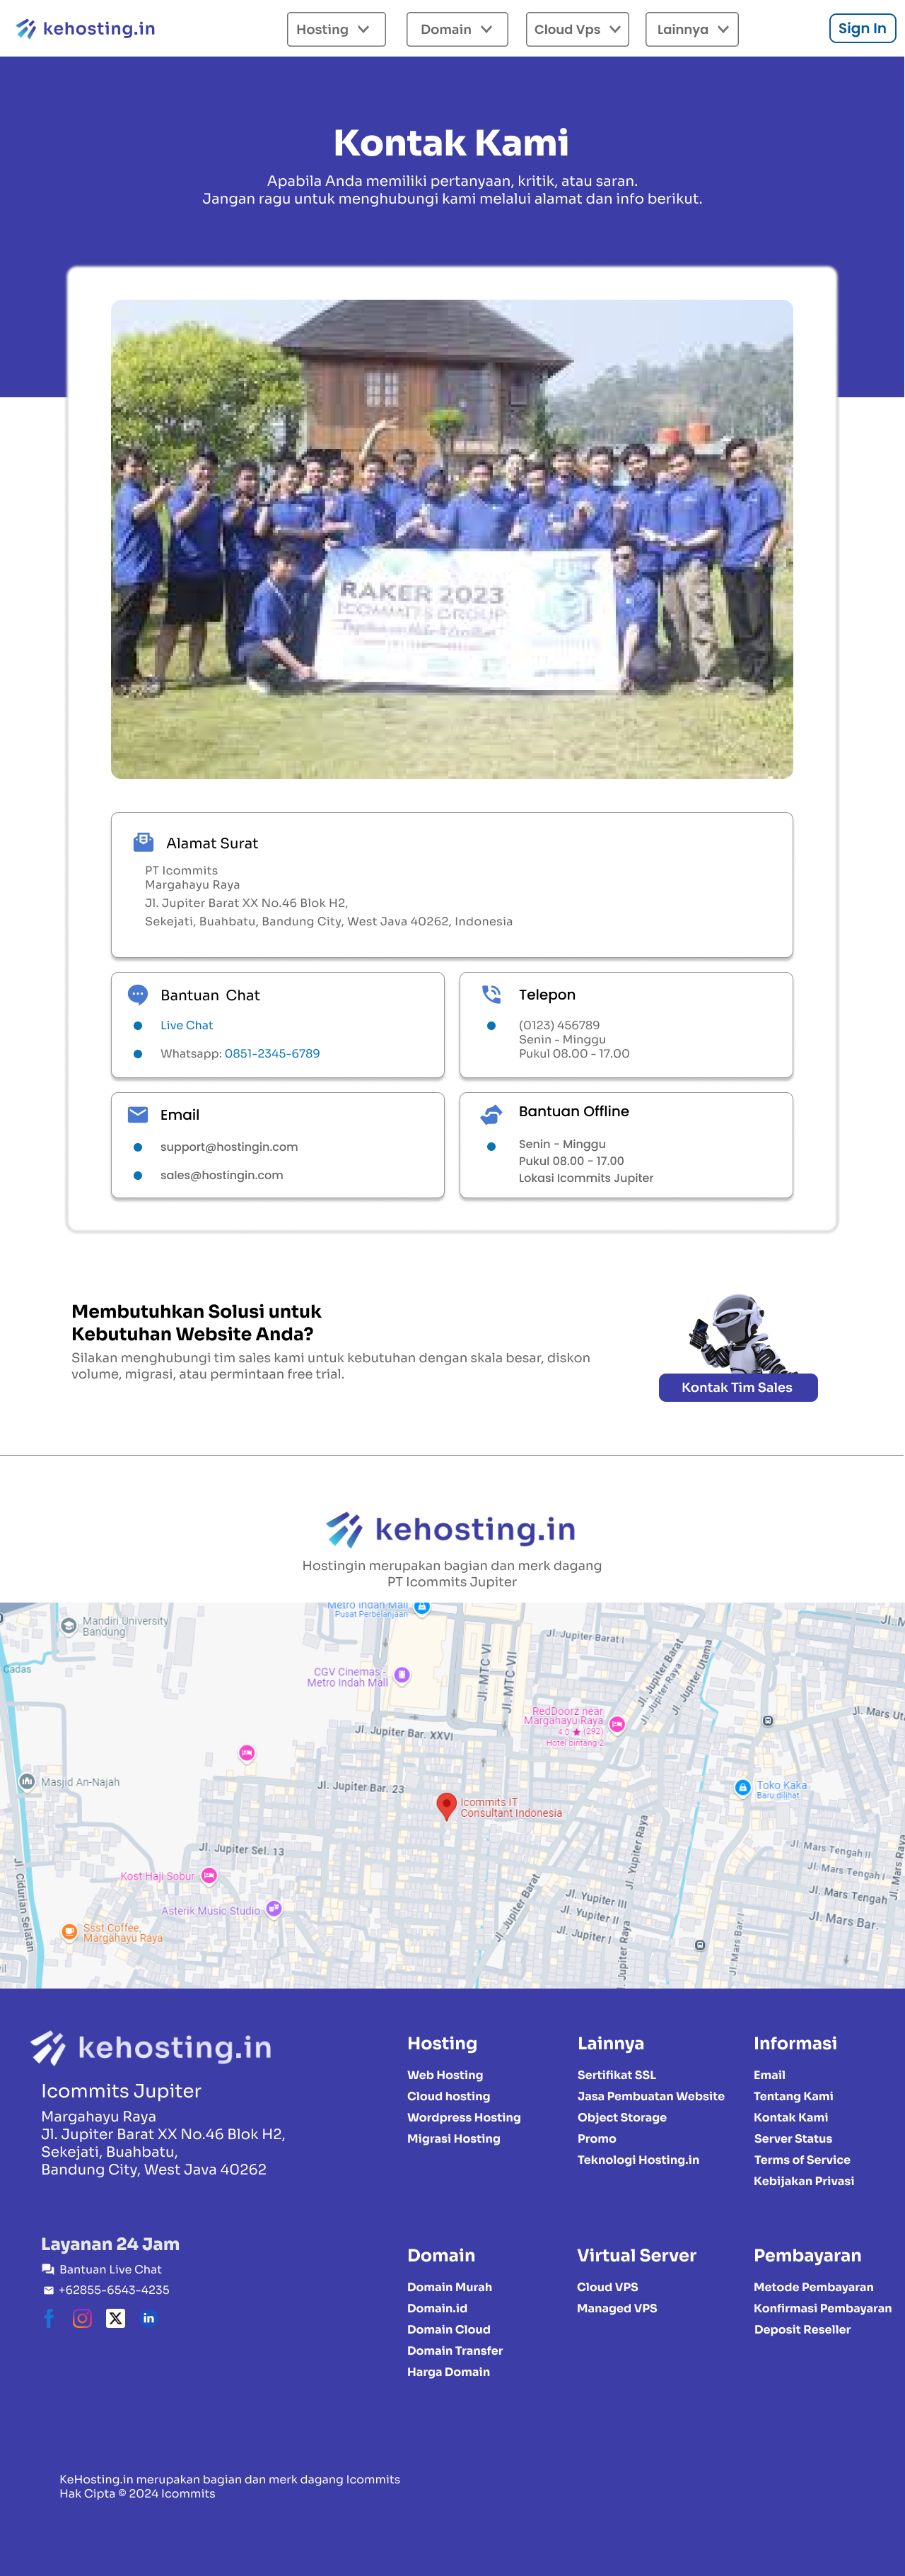 kehosting.in
Hosting
Domain
Cloud Vps
Lainnya
Sign In
Kontak Kami
Apabila Anda memiliki pertanyaan, kritik, atau saran.
Jangan ragu untuk menghubungi kami melalui alamat dan info berikut.
RAKER 2023
ICOMMITS GROUP
Alamat Surat
PT Icommits
Margahayu Raya
Jl. Jupiter Barat XX No.46 Blok H2,
Sekejati, Buahbatu, Bandung City, West Java 40262, Indonesia
Bantuan Chat
Live Chat
Whatsapp: 0851-2345-6789
Telepon
(0123) 456789
Senin - Minggu
Pukul 08.00 - 17.00
Email
support@hostingin.com
sales@hostingin.com
Bantuan Offline
Senin - Minggu
Pukul 08.00 - 17.00
Lokasi Icommits Jupiter
Membutuhkan Solusi untuk
Kebutuhan Website Anda?
Silakan menghubungi tim sales kami untuk kebutuhan dengan skala besar, diskon
volume, migrasi, atau permintaan free trial.
Kontak Tim Sales
kehosting.in
Hostingin merupakan bagian dan merk dagang
PT Icommits Jupiter
Metro Indah Mall
Pusat Perbelanjaan
Mandiri University
Bandung
Jl. M
Jl. Jupiter Barat I
Jl. MTC VI
Jl. MTC VII
Jl. Jupiter Barat
Jl. Jupiter Raya
Jl. Jupiter Utama
Cadas
CGV Cinemas -
Metro Indah Mall
RedDoorz near
Margahayu Raya
4.0 ★ (292)
Hotel bintang 2
Jl. Mars Ut
Jl. Jupiter Bar. XXVI
Masjid An-Najah
Jl. Jupiter Bar. 23
Toko Kaka
Baru dilihat
Icommits IT
Consultant Indonesia
Jl. Jupiter Sel. 13
Jl. Yupiter Raya
Jl. Mars Tengah II
Jl. Mars Tengah I
Jl. Mars Raya
Kost Haji Sobur
Jl. Mars Tengah
Jl. Cidurian Selatan
Asterik Music Studio
Jl. Jupiter Barat
Jl. Yupiter III
Jl. Yupiter II
Jl. Jupiter I
Jl. Mars Bar.
Jl. Mars Bar. I
Jl. Jupiter Raya
Ssst Coffee,
Margahayu Raya
kehosting.in
Icommits Jupiter
Margahayu Raya
Jl. Jupiter Barat XX No.46 Blok H2,
Sekejati, Buahbatu,
Bandung City, West Java 40262
Layanan 24 Jam
Bantuan Live Chat
+62855-6543-4235
Hosting
Web Hosting
Cloud hosting
Wordpress Hosting
Migrasi Hosting
Lainnya
Sertifikat SSL
Jasa Pembuatan Website
Object Storage
Promo
Teknologi Hosting.in
Informasi
Email
Tentang Kami
Kontak Kami
Server Status
Terms of Service
Kebijakan Privasi
Domain
Domain Murah
Domain.id
Domain Cloud
Domain Transfer
Harga Domain
Virtual Server
Cloud VPS
Managed VPS
Pembayaran
Metode Pembayaran
Konfirmasi Pembayaran
Deposit Reseller
KeHosting.in merupakan bagian dan merk dagang Icommits
Hak Cipta © 2024 Icommits